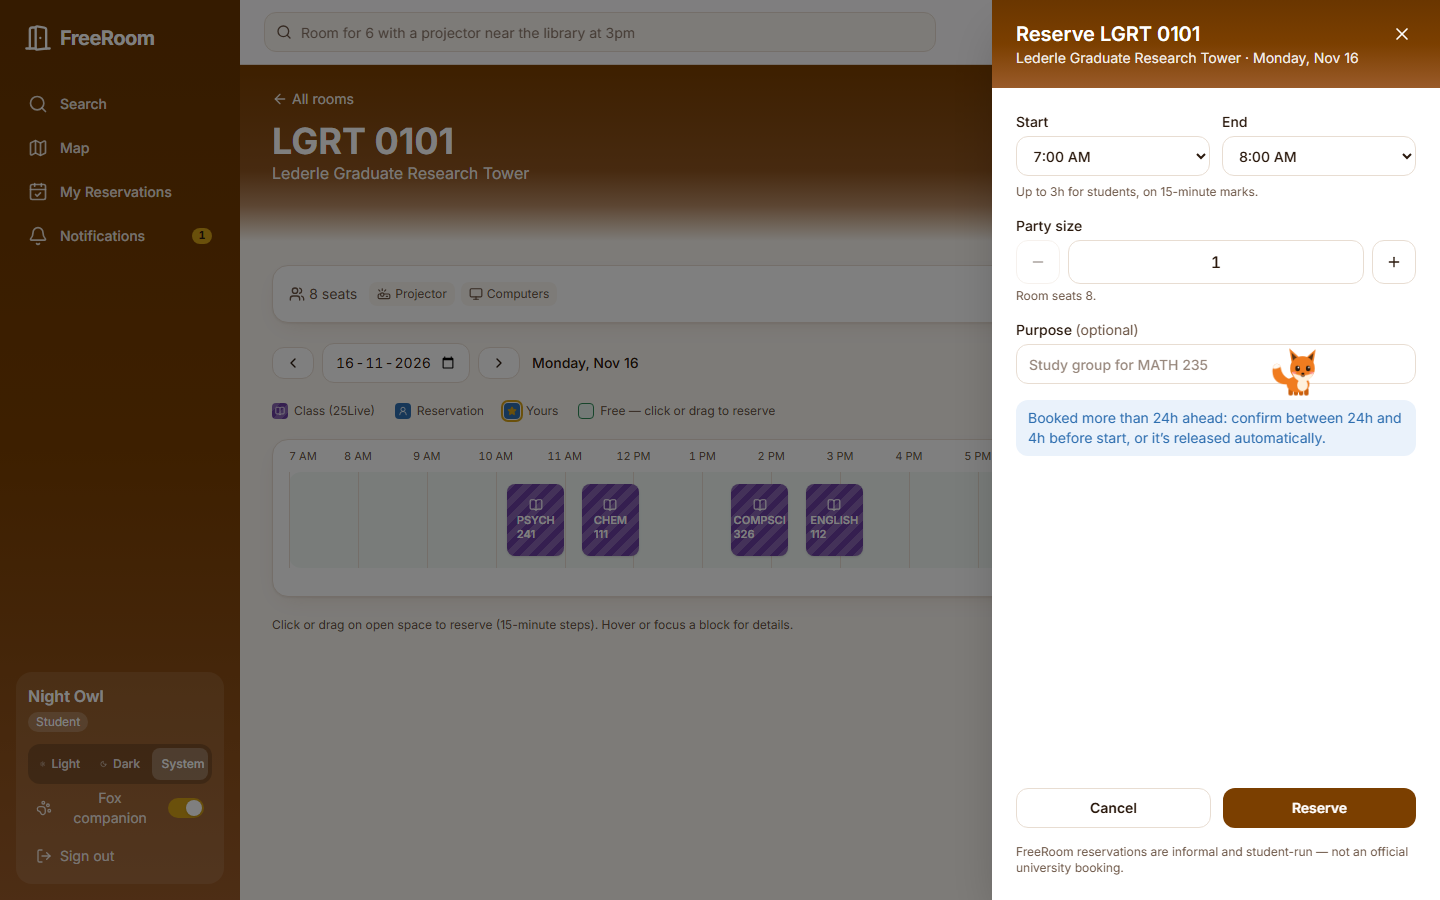 FreeRoom
Search
Map
My Reservations
Notifications 1
Night Owl
Student
Light Dark System
Fox
companion
Sign out
Room for 6 with a projector near the library at 3pm
All rooms
LGRT 0101
Lederle Graduate Research Tower
8 seats Projector Computers
16-11-2026 Monday, Nov 16
Class (25Live) Reservation Yours Free — click or drag to reserve
7 AM 8 AM 9 AM 10 AM 11 AM 12 PM 1 PM 2 PM 3 PM 4 PM 5 PM
PSYCH
241
CHEM
111
COMPSCI
326
ENGLISH
112
Click or drag on open space to reserve (15-minute steps). Hover or focus a block for details.
Reserve LGRT 0101
Lederle Graduate Research Tower · Monday, Nov 16
Start End
7:00 AM 8:00 AM
Up to 3h for students, on 15-minute marks.
Party size
1
Room seats 8.
Purpose (optional)
Study group for MATH 235
Booked more than 24h ahead: confirm between 24h and
4h before start, or it’s released automatically.
Cancel Reserve
FreeRoom reservations are informal and student-run — not an official
university booking.